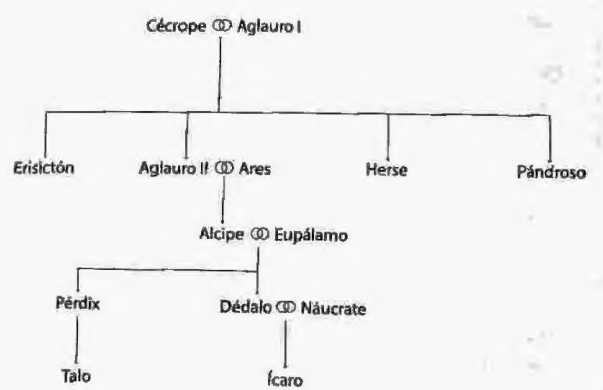 Cécrope ⚭ Aglauro I
Erisictón Aglauro II ⚭ Ares Herse Pándroso
Alcipe ⚭ Eupálamo
Pérdix Dédalo ⚭ Náucrate
Talo Ícaro